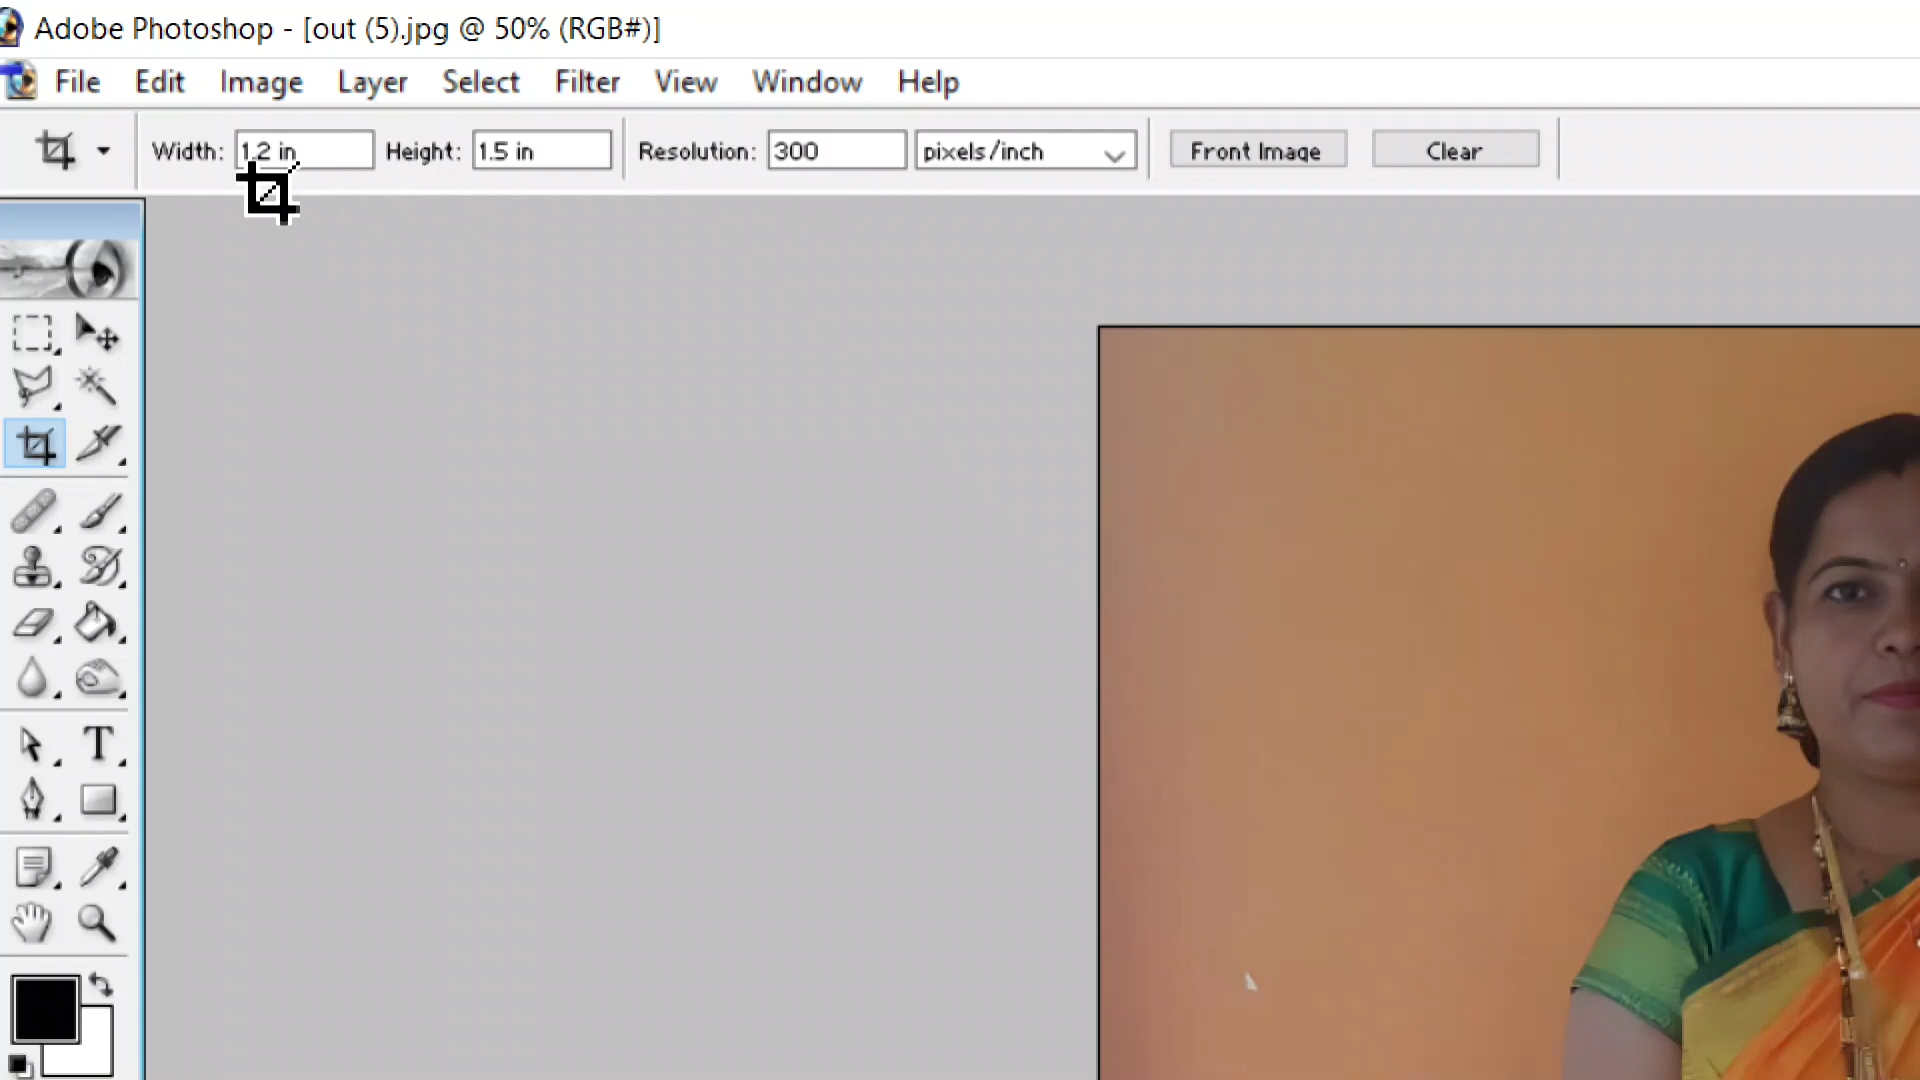 Adobe Photoshop - [out (5).jpg @ 50% (RGB#)]
File Edit Image Layer Select Filter View Window Help
Width: 1.2 in Height: 1.5 in Resolution: 300 pixels/inch Front Image Clear
T